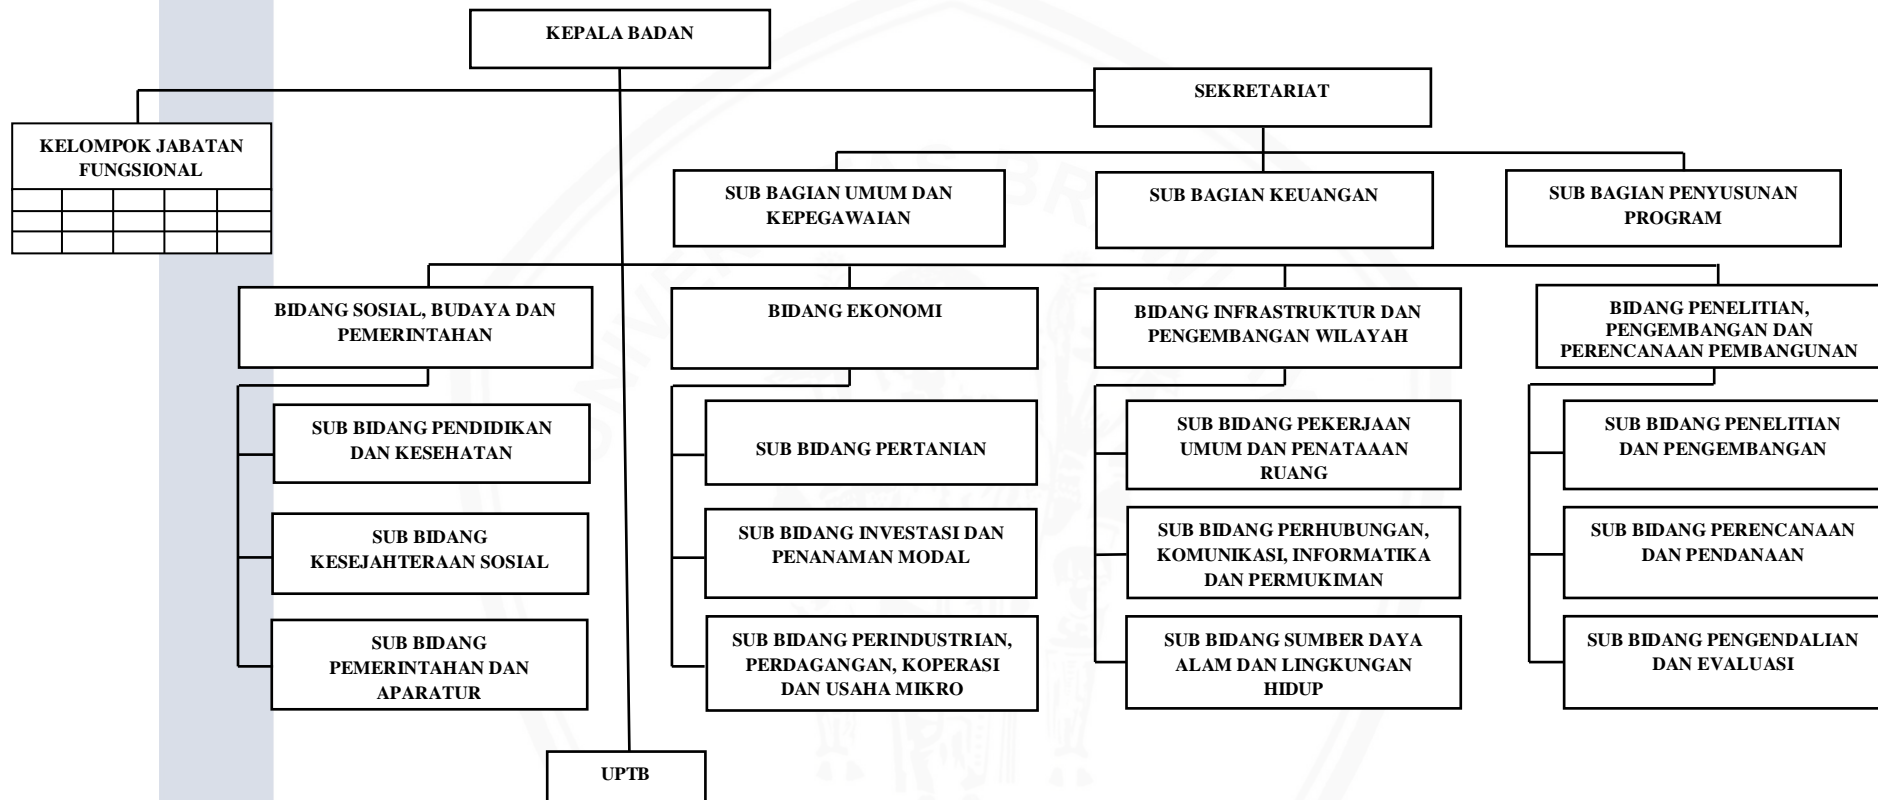 KEPALA BADAN
SEKRETARIAT
KELOMPOK JABATAN
FUNGSIONAL
SUB BAGIAN UMUM DAN
KEPEGAWAIAN
SUB BAGIAN KEUANGAN
SUB BAGIAN PENYUSUNAN
PROGRAM
BIDANG SOSIAL, BUDAYA DAN
PEMERINTAHAN
BIDANG EKONOMI
BIDANG INFRASTRUKTUR DAN
PENGEMBANGAN WILAYAH
BIDANG PENELITIAN,
PENGEMBANGAN DAN
PERENCANAAN PEMBANGUNAN
SUB BIDANG PENDIDIKAN
DAN KESEHATAN
SUB BIDANG PERTANIAN
SUB BIDANG PEKERJAAN
UMUM DAN PENATAAAN
RUANG
SUB BIDANG PENELITIAN
DAN PENGEMBANGAN
SUB BIDANG
KESEJAHTERAAN SOSIAL
SUB BIDANG INVESTASI DAN
PENANAMAN MODAL
SUB BIDANG PERHUBUNGAN,
KOMUNIKASI, INFORMATIKA
DAN PERMUKIMAN
SUB BIDANG PERENCANAAN
DAN PENDANAAN
SUB BIDANG
PEMERINTAHAN DAN
APARATUR
SUB BIDANG PERINDUSTRIAN,
PERDAGANGAN, KOPERASI
DAN USAHA MIKRO
SUB BIDANG SUMBER DAYA
ALAM DAN LINGKUNGAN
HIDUP
SUB BIDANG PENGENDALIAN
DAN EVALUASI
UPTB